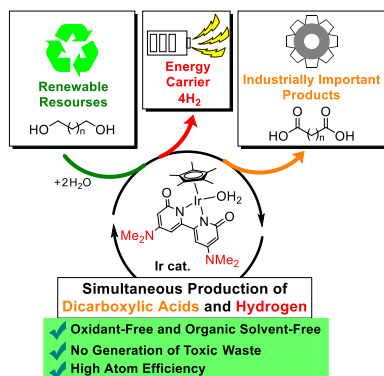 Renewable
Resourses
HO
OH
n
Energy
Carrier
4H2
Industrially Important
Products
O
O
HO
OH
n
+2H2O
Ir
OH2
O
N
N
O
Me2N
NMe2
Ir cat.
Simultaneous Production of
Dicarboxylic Acids and Hydrogen
Oxidant-Free and Organic Solvent-Free
No Generation of Toxic Waste
High Atom Efficiency